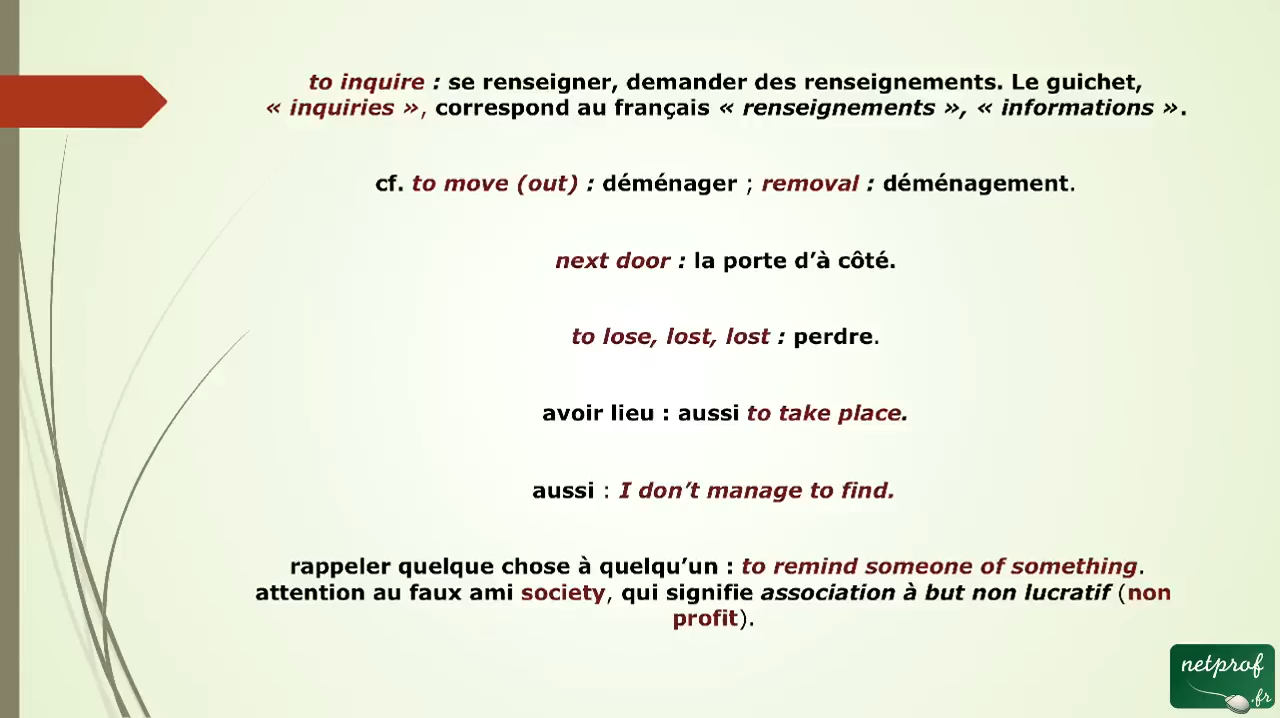 to inquire : se renseigner, demander des renseignements. Le guichet,
« inquiries », correspond au français « renseignements », « informations ».
cf. to move (out) : déménager ; removal : déménagement.
next door : la porte d’à côté.
to lose, lost, lost : perdre.
avoir lieu : aussi to take place.
aussi : I don’t manage to find.
rappeler quelque chose à quelqu’un : to remind someone of something.
attention au faux ami society, qui signifie association à but non lucratif (non
profit).
netprof
.fr